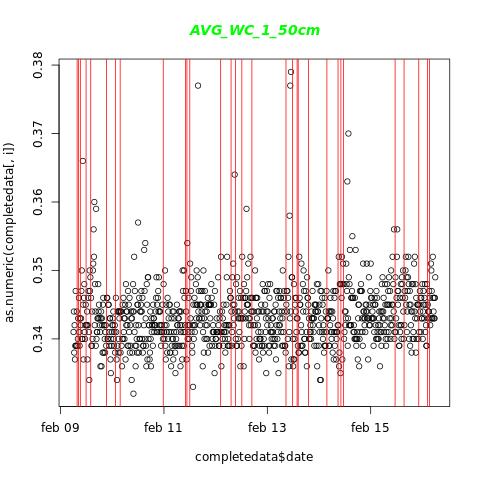 AVG_WC_1_50cm
as.numeric(completedata[, i])
0.38
0.37
0.36
0.35
0.34
feb 09
feb 11
feb 13
feb 15
completedata$date